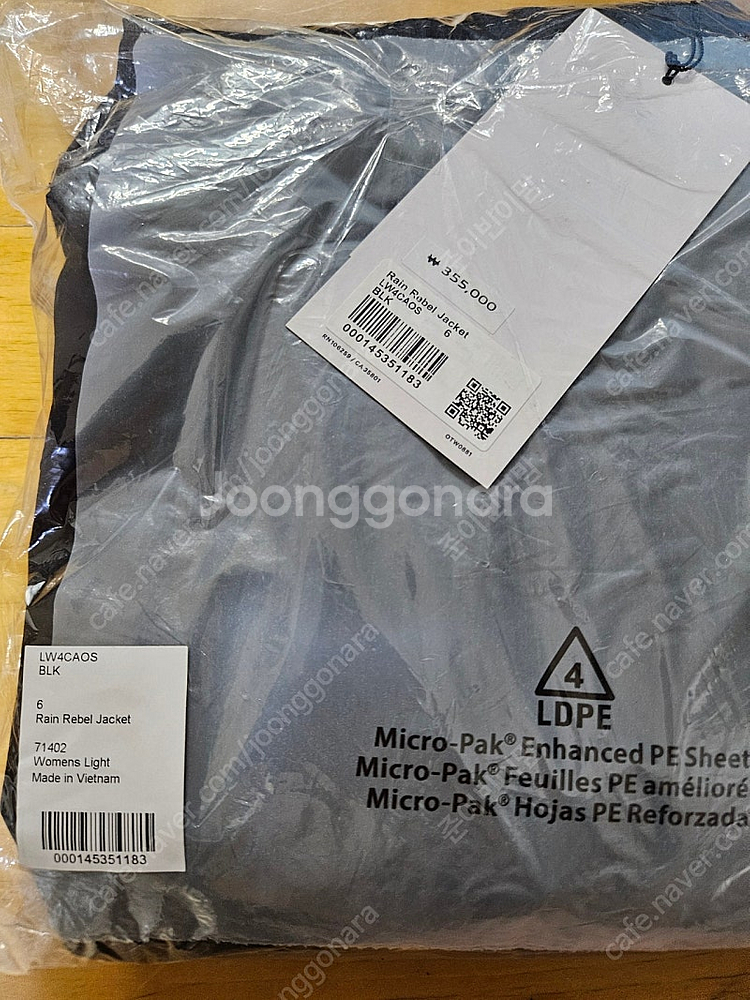 ₩ 355,000
Rain Rebel Jacket
LW4CAOS
BLK 6
000145351183
RN106259 / CA35801
OTW0881
Joonggonara
LW4CAOS
BLK
6
Rain Rebel Jacket
71402
Womens Light
Made in Vietnam
000145351183
4
LDPE
Micro-Pak® Enhanced PE Sheet
Micro-Pak® Feuilles PE amélioré
Micro-Pak® Hojas PE Reforzada
cafe.naver.com/joonggonara